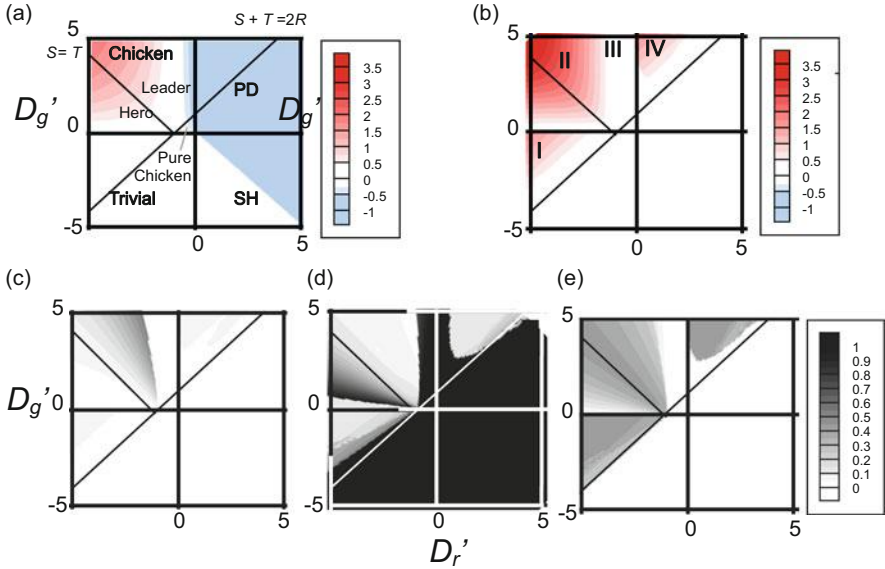 (a)
S + T =2R
S= T
5
Chicken
Leader
PD
D_g'
Hero
0
Pure
Chicken
Trivial
SH
-5
0
5
3.5
3
2.5
2
1.5
1
0.5
0
-0.5
-1
(b)
5
II
III
IV
D_g'
0
I
-5
0
5
3.5
3
2.5
2
1.5
1
0.5
0
-0.5
-1
(c)
5
D_g'
0
-5
0
5
(d)
5
0
-5
0
5
D_r'
(e)
5
0
-5
0
5
1
0.9
0.8
0.7
0.6
0.5
0.4
0.3
0.2
0.1
0